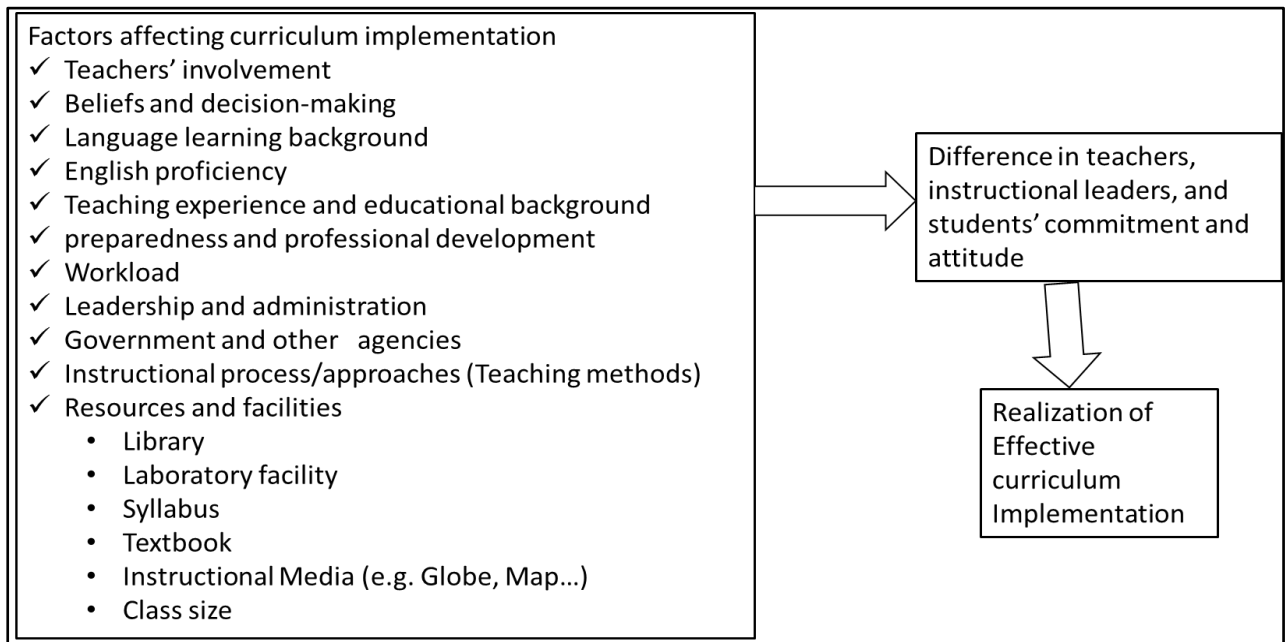 Factors affecting curriculum implementation
✓ Teachers’ involvement
✓ Beliefs and decision-making
✓ Language learning background
✓ English proficiency
✓ Teaching experience and educational background
✓ preparedness and professional development
✓ Workload
✓ Leadership and administration
✓ Government and other agencies
✓ Instructional process/approaches (Teaching methods)
✓ Resources and facilities
• Library
• Laboratory facility
• Syllabus
• Textbook
• Instructional Media (e.g. Globe, Map…)
• Class size
Difference in teachers,
instructional leaders, and
students’ commitment and
attitude
Realization of
Effective
curriculum
Implementation